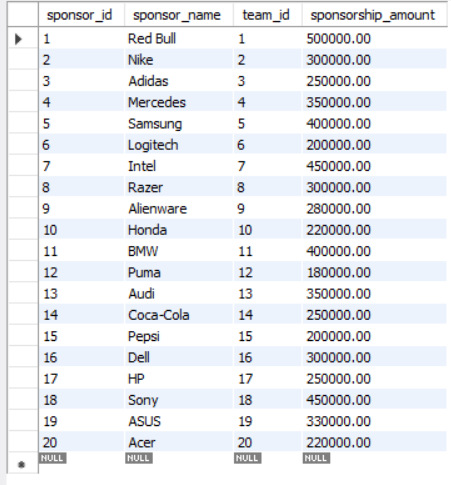 sponsor_id sponsor_name team_id sponsorship_amount
1 Red Bull 1 500000.00
2 Nike 2 300000.00
3 Adidas 3 250000.00
4 Mercedes 4 350000.00
5 Samsung 5 400000.00
6 Logitech 6 200000.00
7 Intel 7 450000.00
8 Razer 8 300000.00
9 Alienware 9 280000.00
10 Honda 10 220000.00
11 BMW 11 400000.00
12 Puma 12 180000.00
13 Audi 13 350000.00
14 Coca-Cola 14 250000.00
15 Pepsi 15 200000.00
16 Dell 16 300000.00
17 HP 17 250000.00
18 Sony 18 450000.00
19 ASUS 19 330000.00
20 Acer 20 220000.00
NULL NULL NULL NULL